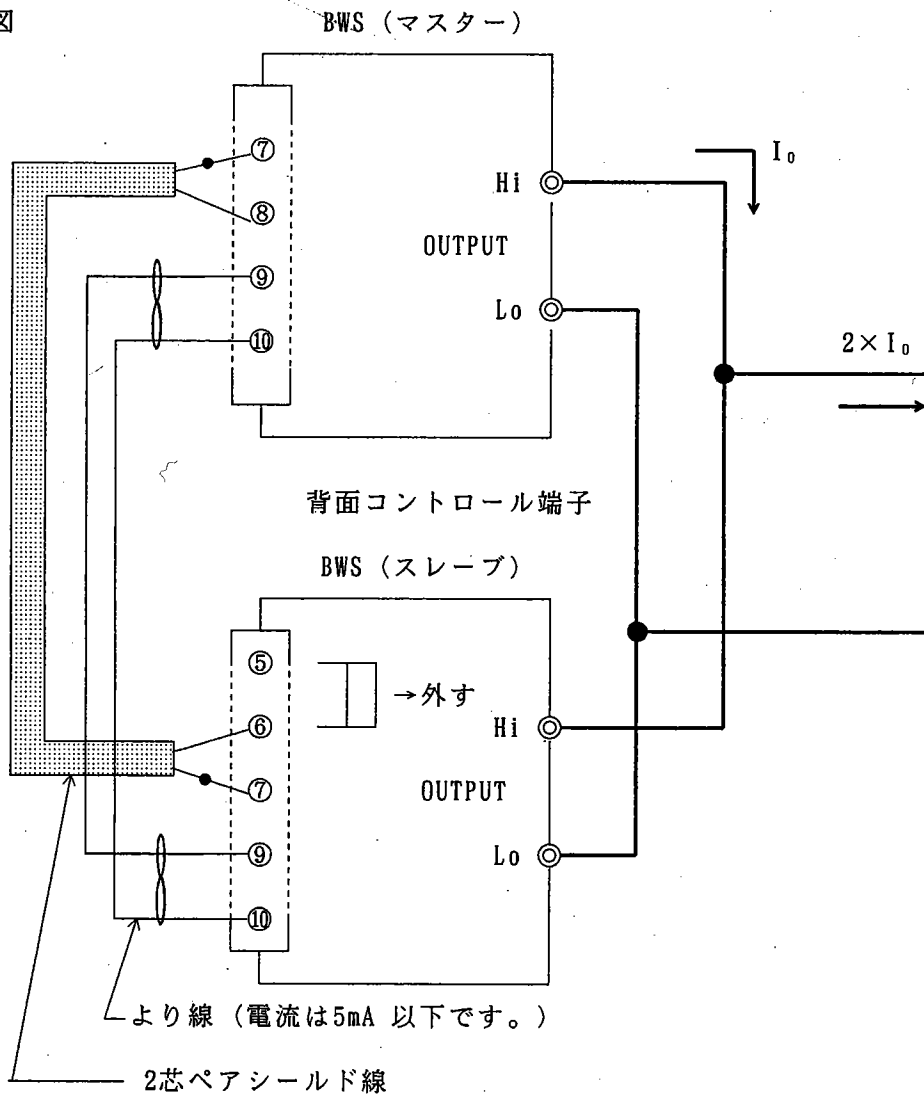 図
BWS (マスター)
⑦
I₀
⑧
Hi
OUTPUT
⑨
Lo
⑩
2×I₀
背面コントロール端子
BWS (スレーブ)
⑤
→外す
⑥
Hi
⑦
OUTPUT
⑨
Lo
⑩
より線 (電流は5mA 以下です。)
2芯ペアシールド線